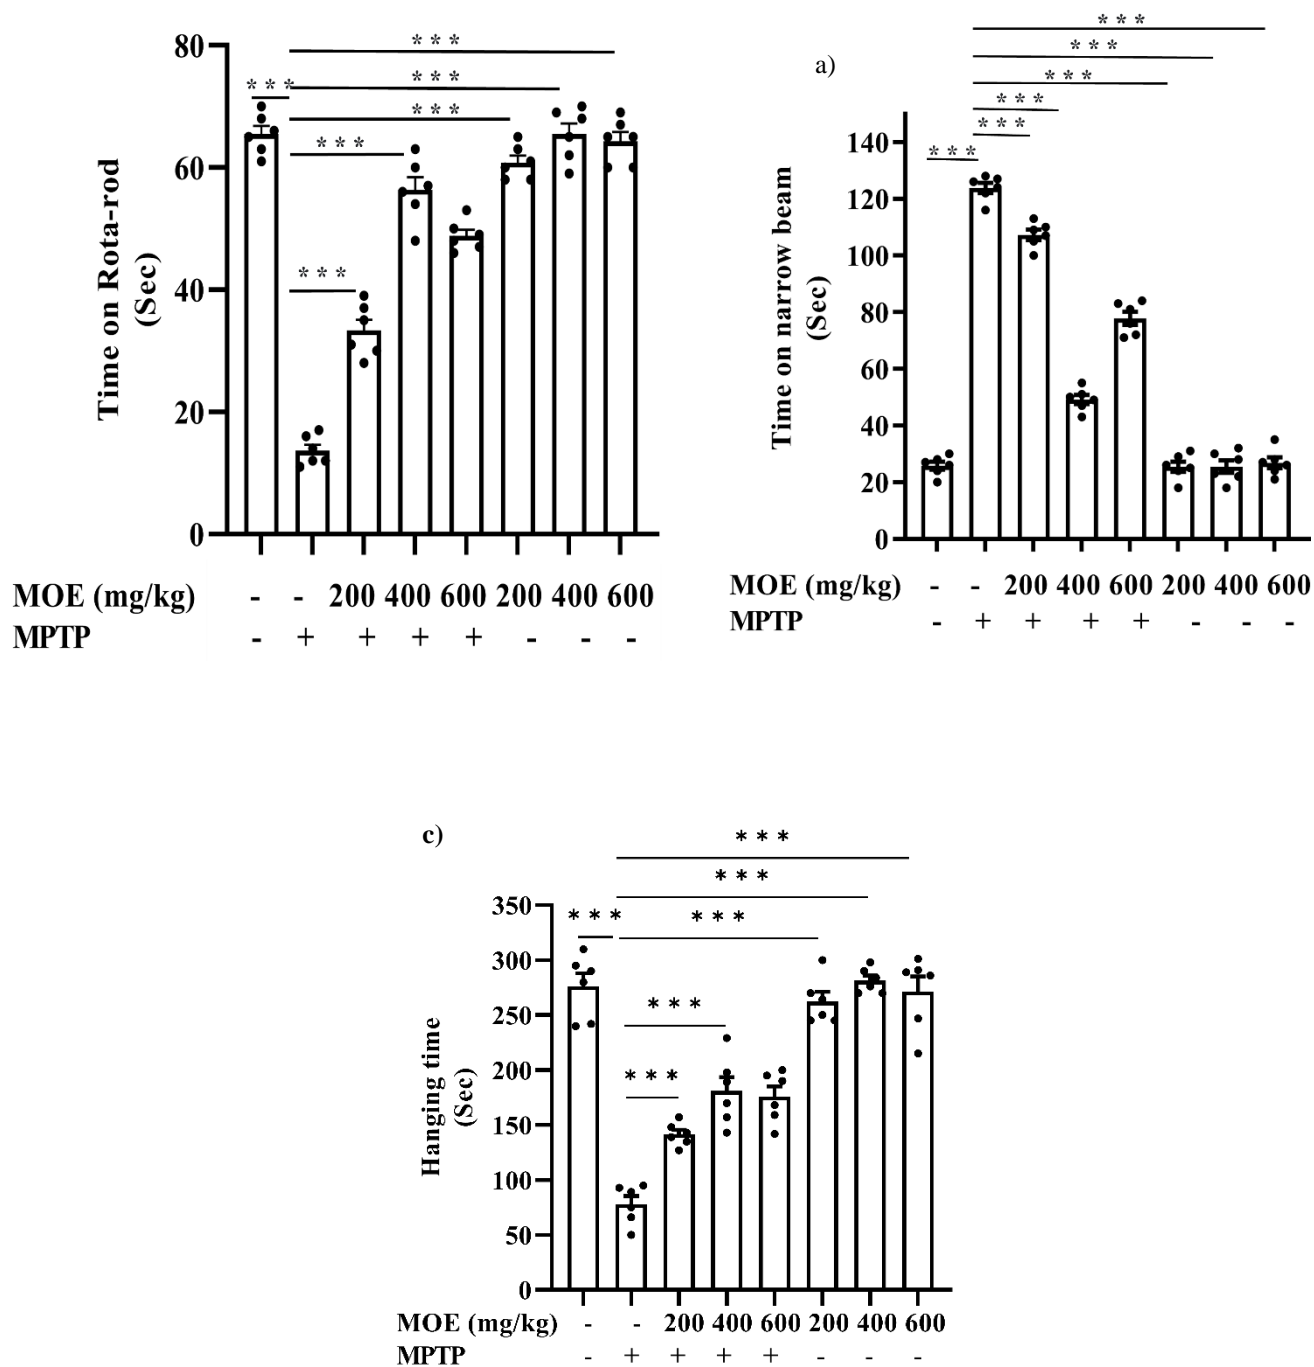 80
60
40
20
0
Time on Rota-rod
(Sec)
* * *
* * *
* * *
* * *
* * *
* * *
MOE (mg/kg) - - 200 400 600 200 400 600
MPTP - + + + + - - -
a)
140
120
100
80
60
40
20
0
Time on narrow beam
(Sec)
* * *
* * *
* * *
* * *
* * *
* * *
MOE (mg/kg) - - 200 400 600 200 400 600
MPTP - + + + + - - -
c)
350
300
250
200
150
100
50
0
Hanging time
(Sec)
* * *
* * *
* * *
* * *
* * *
* * *
MOE (mg/kg) - - 200 400 600 200 400 600
MPTP - + + + + - - -